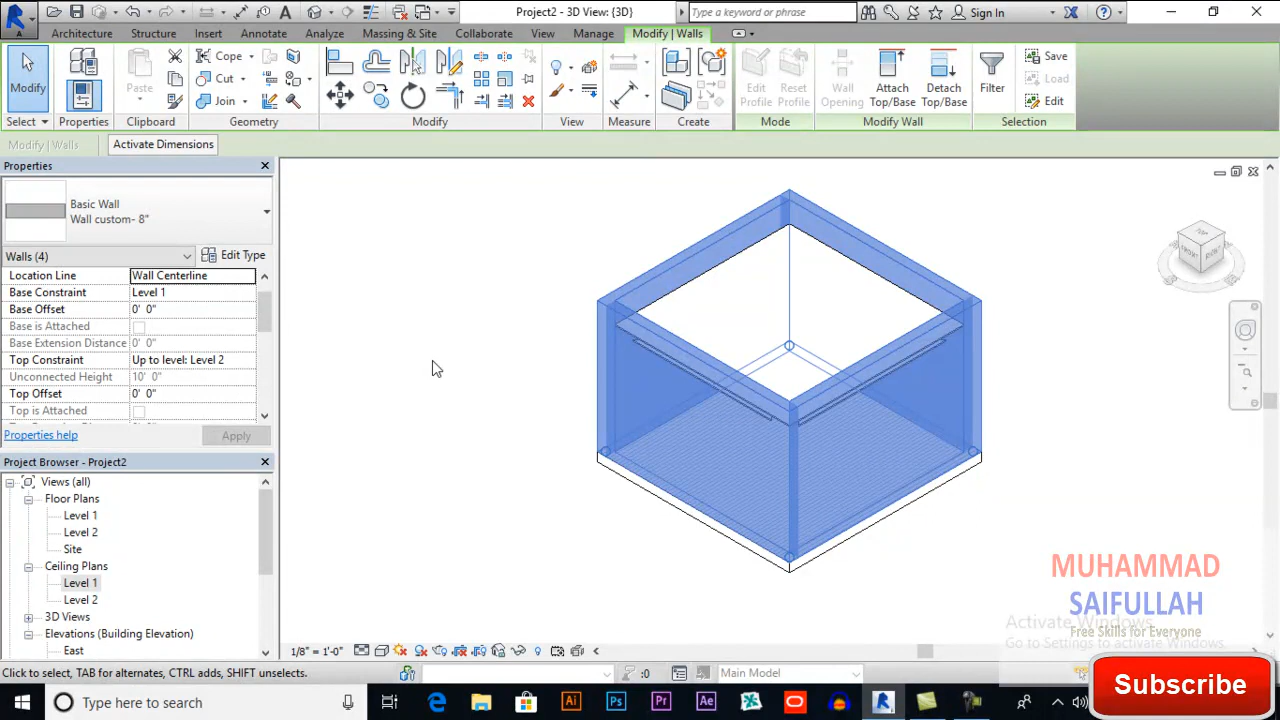 Project2 - 3D View: {3D}
Type a keyword or phrase
Sign In
Architecture Structure Insert Annotate Analyze Massing & Site Collaborate View Manage Modify | Walls
Modify
Paste
Cope
Cut
Join
Edit Profile
Reset Profile
Wall Opening
Attach Top/Base
Detach Top/Base
Filter
Save
Load
Edit
Select Properties Clipboard Geometry Modify View Measure Create Mode Modify Wall Selection
Modify | Walls Activate Dimensions
Properties
Basic Wall
Wall custom- 8"
Walls (4) Edit Type
Location Line Wall Centerline
Base Constraint Level 1
Base Offset 0' 0"
Base is Attached
Base Extension Distance 0' 0"
Top Constraint Up to level: Level 2
Unconnected Height 10' 0"
Top Offset 0' 0"
Top is Attached
Properties help Apply
Project Browser - Project2
Views (all)
Floor Plans
Level 1
Level 2
Site
Ceiling Plans
Level 1
Level 2
3D Views
Elevations (Building Elevation)
East
TOP
FRONT
RIGHT
MUHAMMAD
SAIFULLAH
Free Skills for Everyone
Activate Windows
Go to Settings to activate Windows.
1/8" = 1'-0"
Click to select, TAB for alternates, CTRL adds, SHIFT unselects.
:0
Main Model
Subscribe
Type here to search
Ai Ps Pr Ae